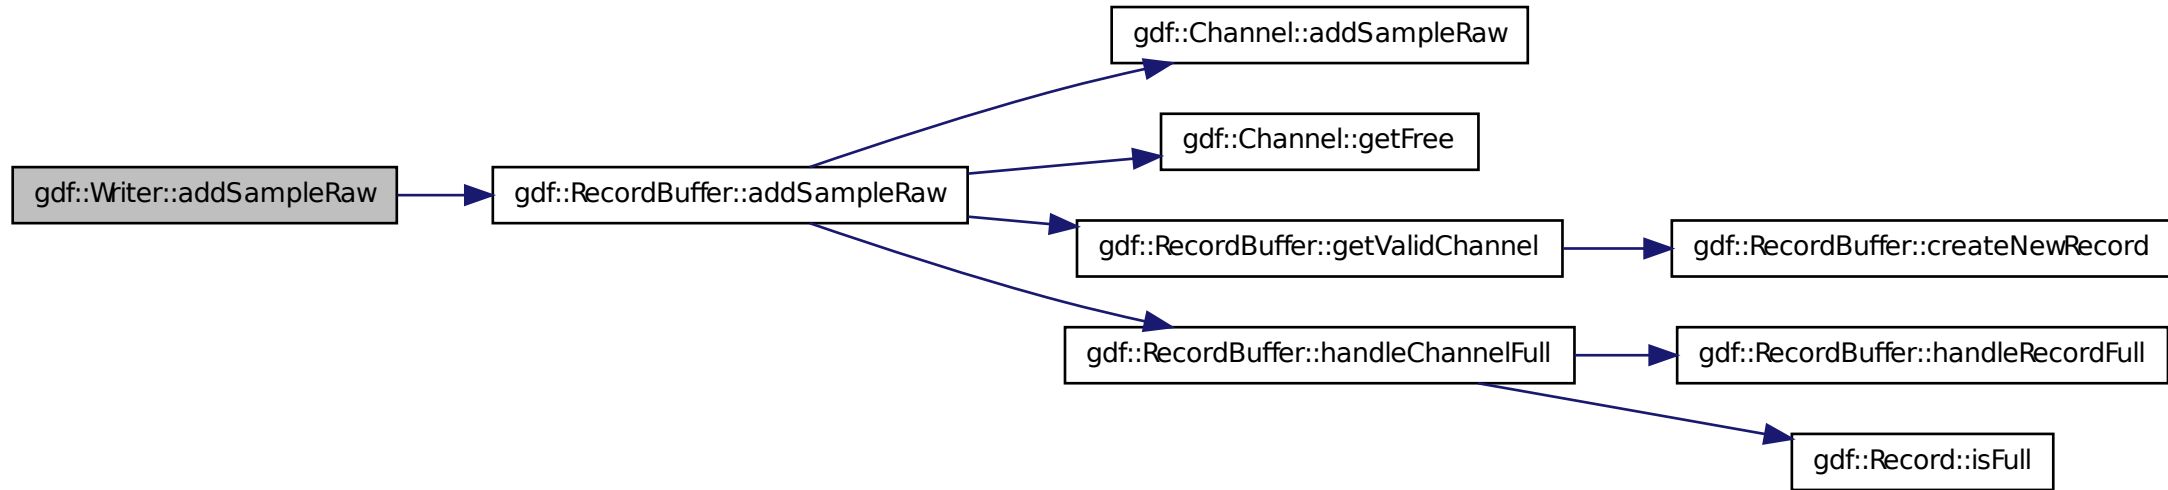 gdf::Channel::addSampleRaw
gdf::Channel::getFree
gdf::Writer::addSampleRaw
gdf::RecordBuffer::addSampleRaw
gdf::RecordBuffer::getValidChannel
gdf::RecordBuffer::createNewRecord
gdf::RecordBuffer::handleChannelFull
gdf::RecordBuffer::handleRecordFull
gdf::Record::isFull